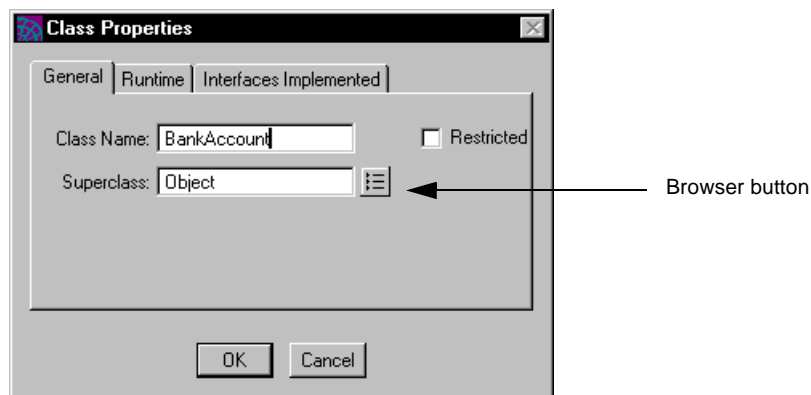 Class Properties
General Runtime Interfaces Implemented
Class Name: BankAccount Restricted
Superclass: Object
Browser button
OK Cancel